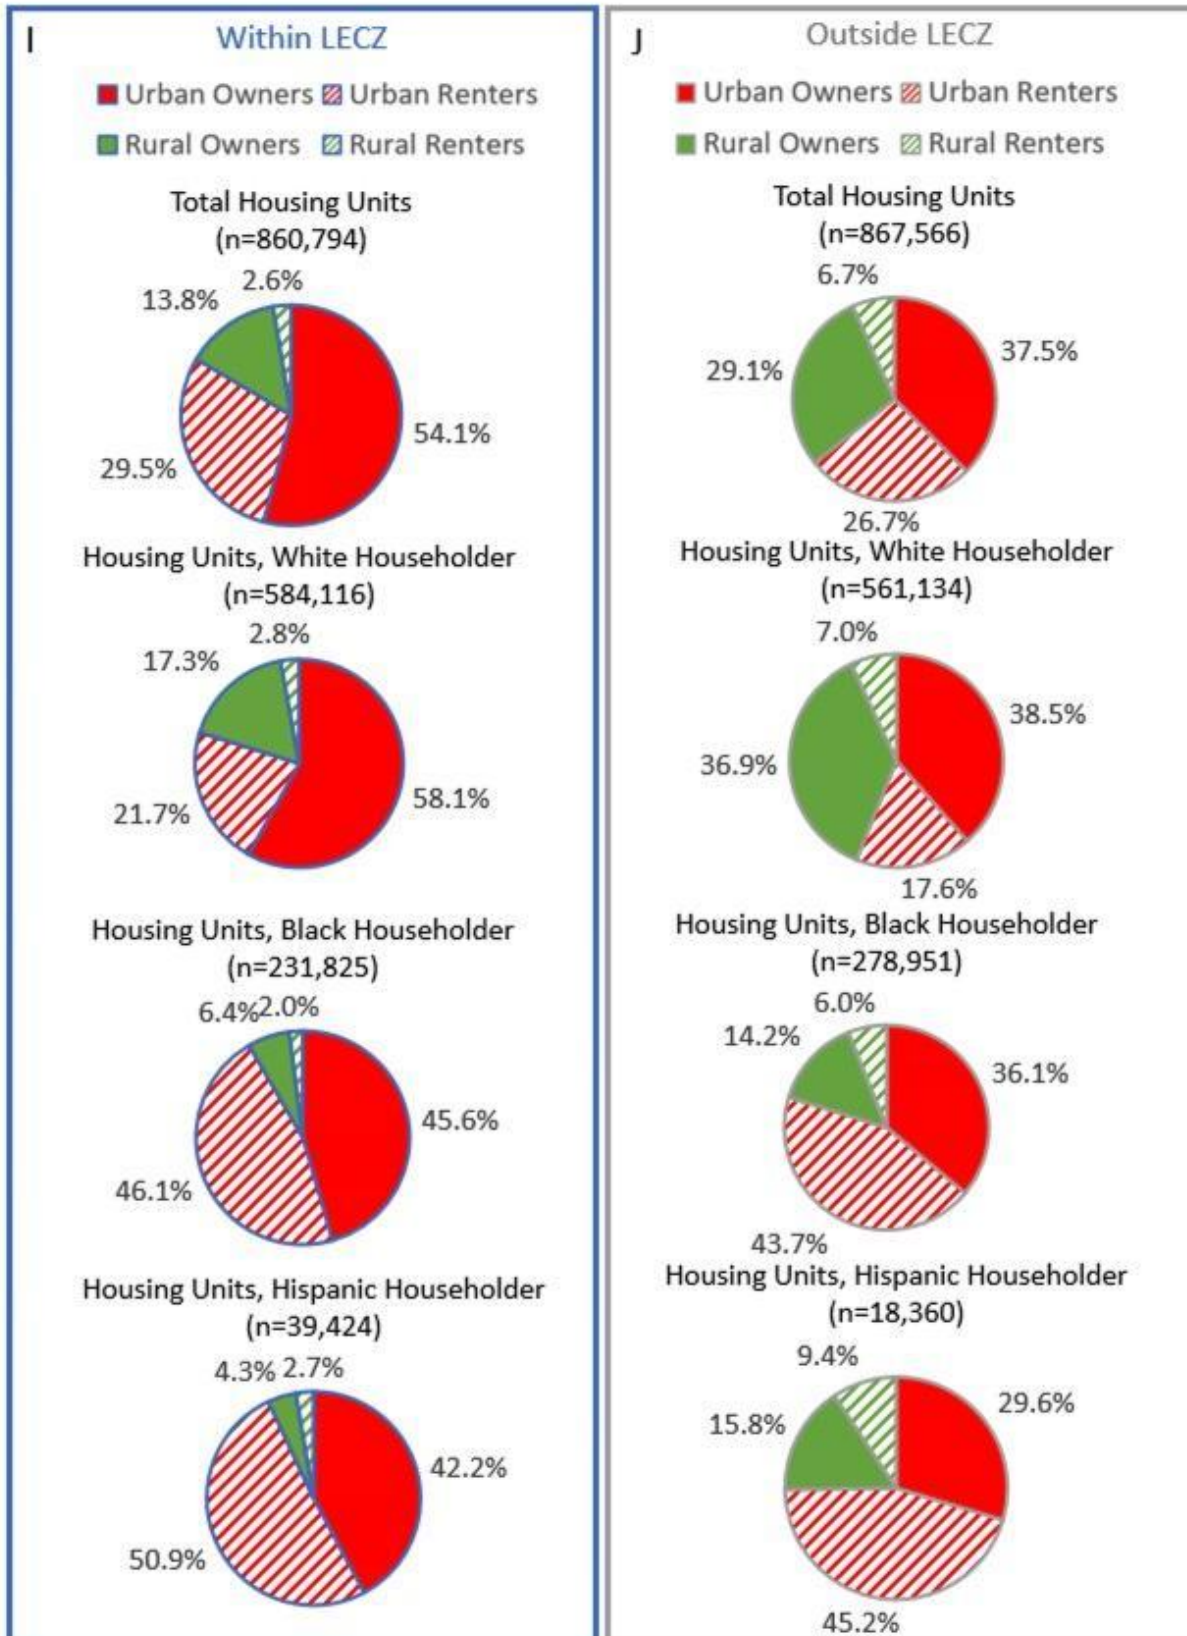 I
Within LECZ
Urban Owners Urban Renters
Rural Owners Rural Renters
Total Housing Units
(n=860,794)
2.6%
13.8%
54.1%
29.5%
Housing Units, White Householder
(n=584,116)
2.8%
17.3%
58.1%
21.7%
Housing Units, Black Householder
(n=231,825)
6.4% 2.0%
45.6%
46.1%
Housing Units, Hispanic Householder
(n=39,424)
4.3% 2.7%
42.2%
50.9%
J
Outside LECZ
Urban Owners Urban Renters
Rural Owners Rural Renters
Total Housing Units
(n=867,566)
6.7%
37.5%
29.1%
26.7%
Housing Units, White Householder
(n=561,134)
7.0%
38.5%
36.9%
17.6%
Housing Units, Black Householder
(n=278,951)
6.0%
14.2%
36.1%
43.7%
Housing Units, Hispanic Householder
(n=18,360)
9.4%
29.6%
15.8%
45.2%